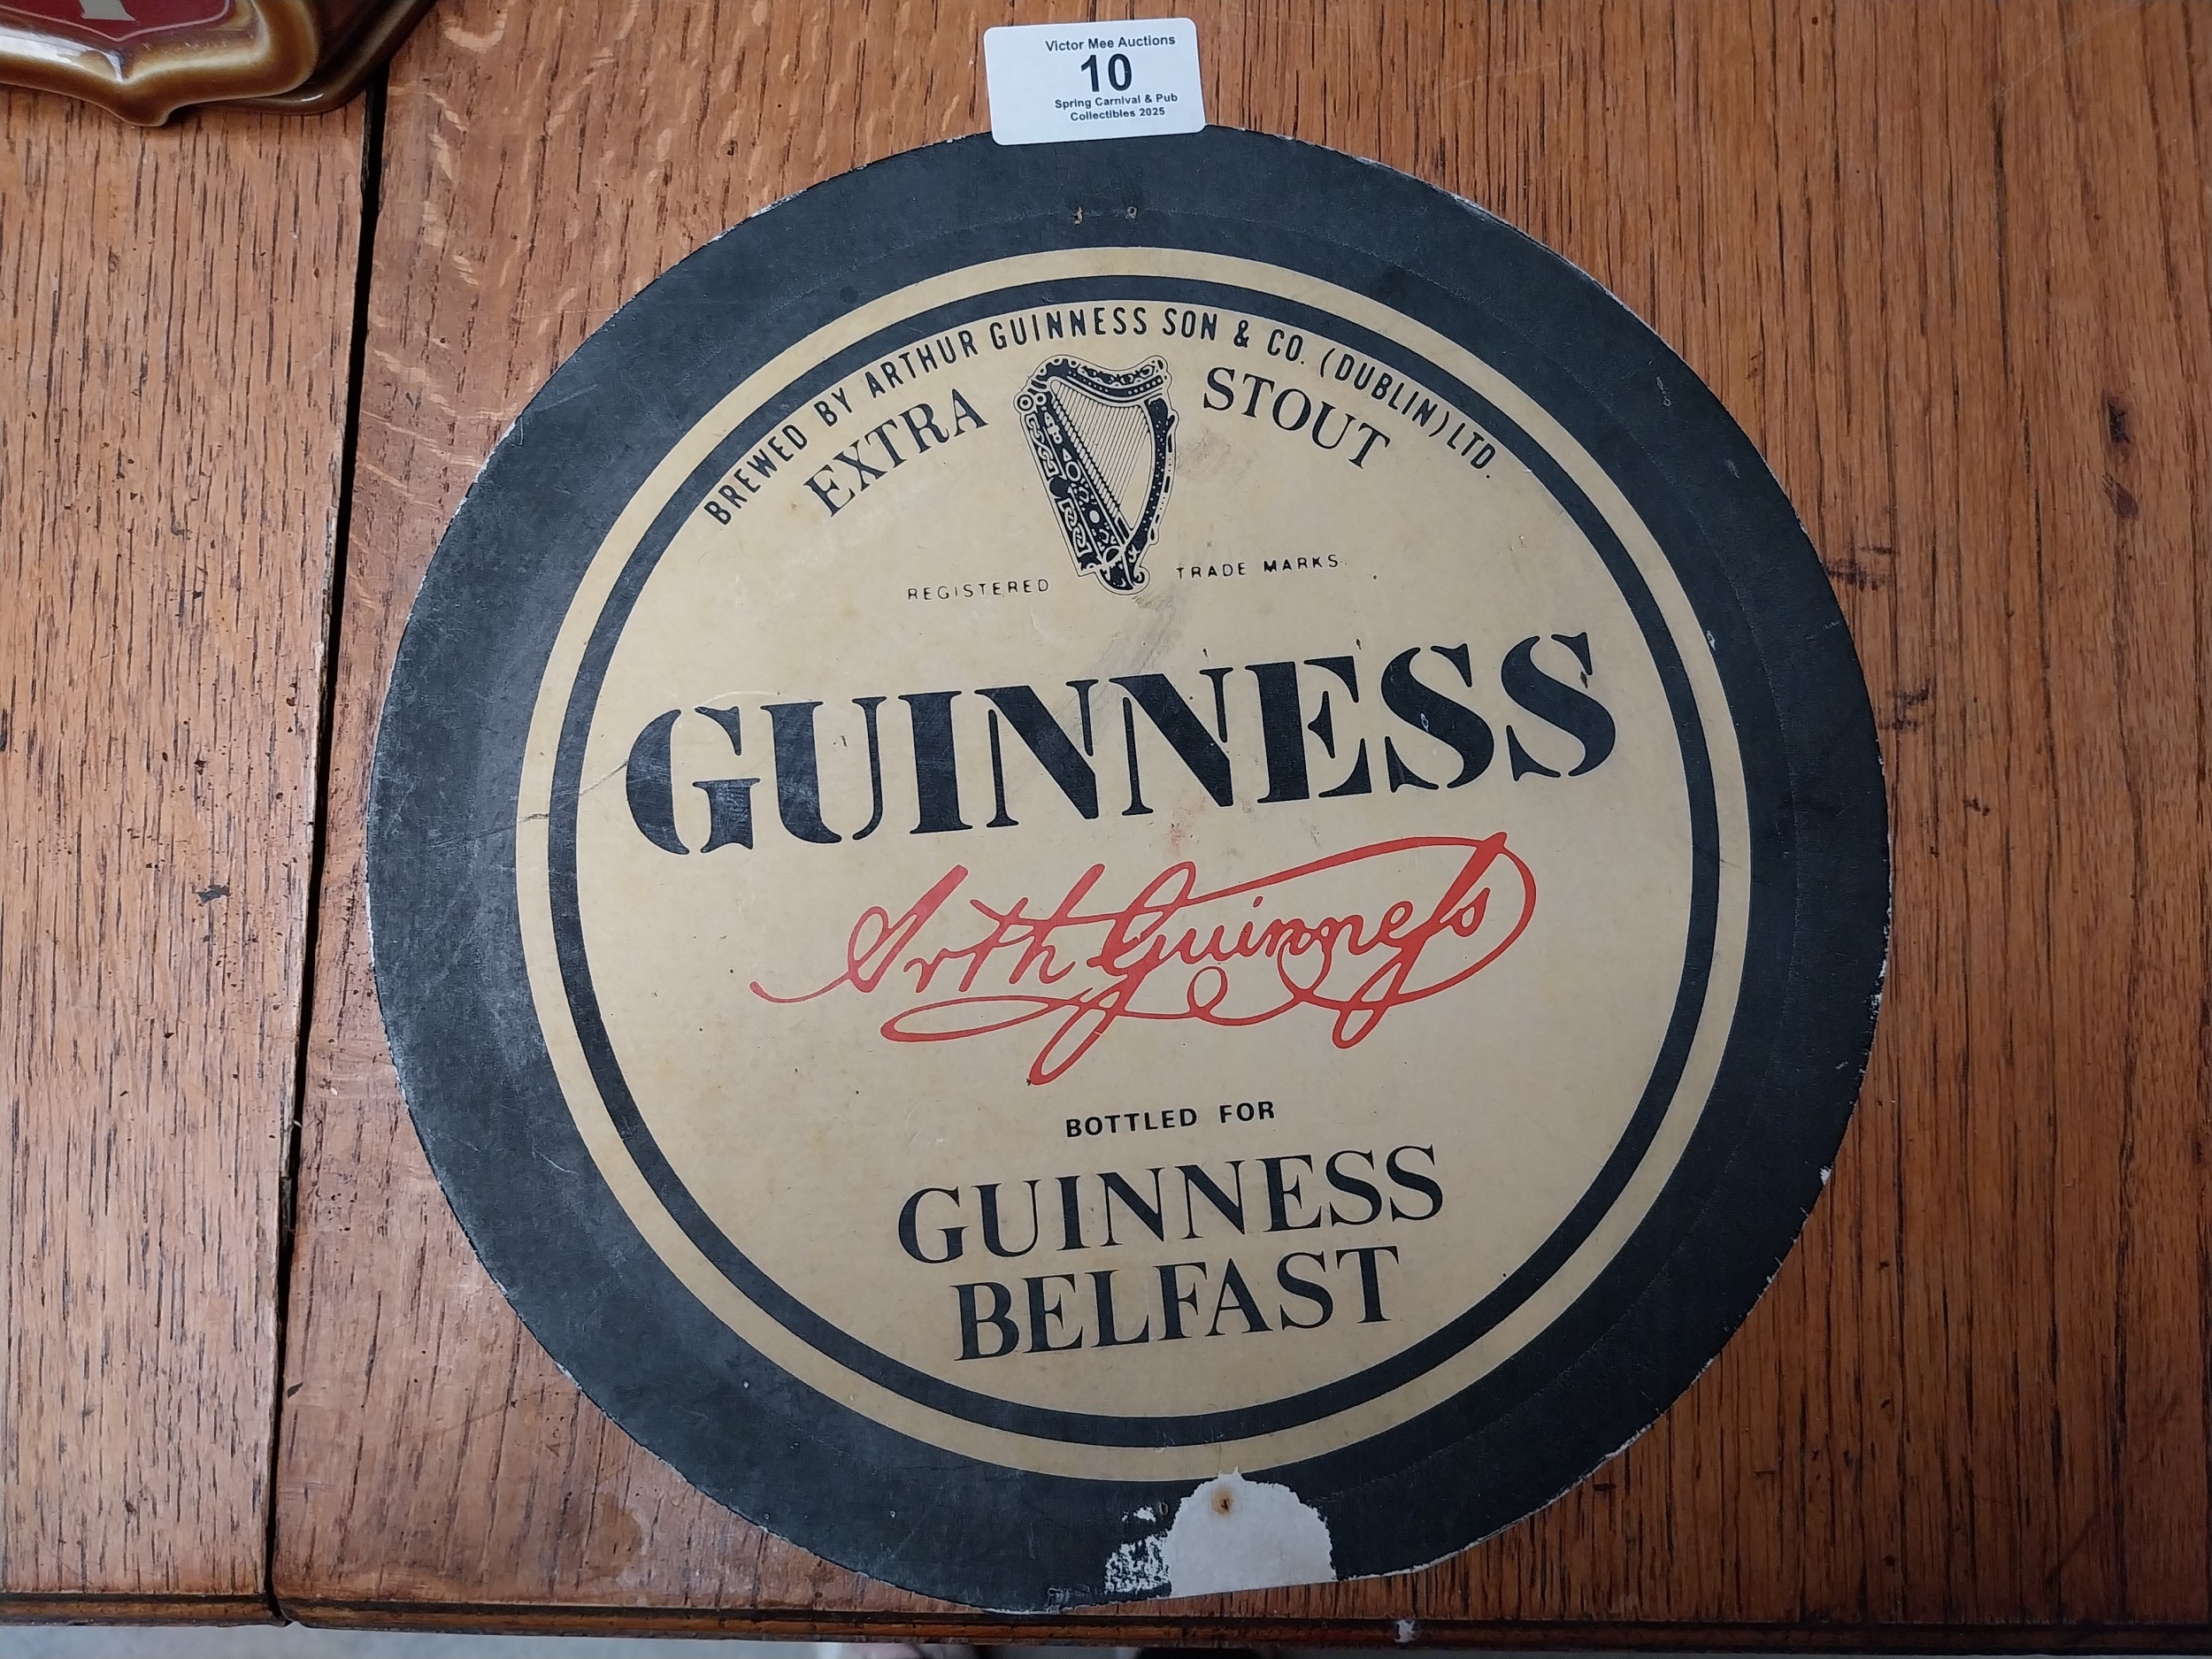 Victor Mee Auctions
10
Spring Carnival & Pub
Collectibles 2025
BREWED BY ARTHUR GUINNESS SON & CO. (DUBLIN) LTD.
EXTRA STOUT
REGISTERED TRADE MARKS.
GUINNESS
Arth Guinness
BOTTLED FOR
GUINNESS
BELFAST